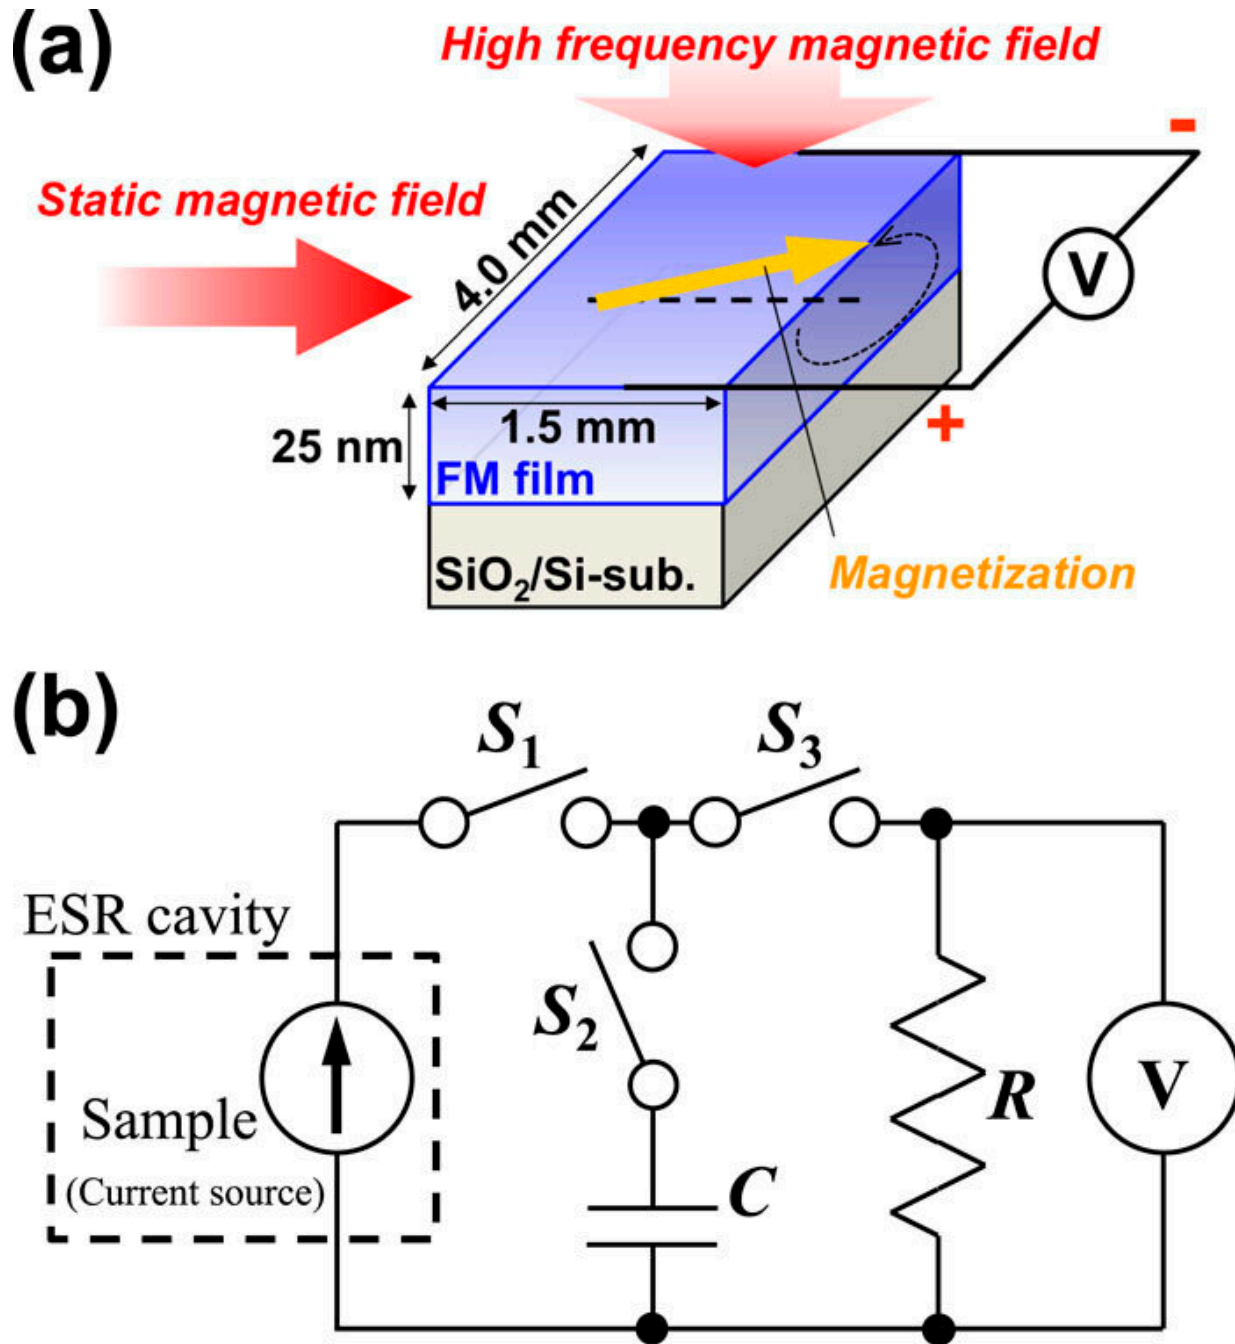 (a)
High frequency magnetic field
-
Static magnetic field
4.0 mm
V
1.5 mm
+
25 nm
FM film
SiO₂/Si-sub.
Magnetization
(b)
S₁
S₃
ESR cavity
S₂
Sample
(Current source)
R
V
C